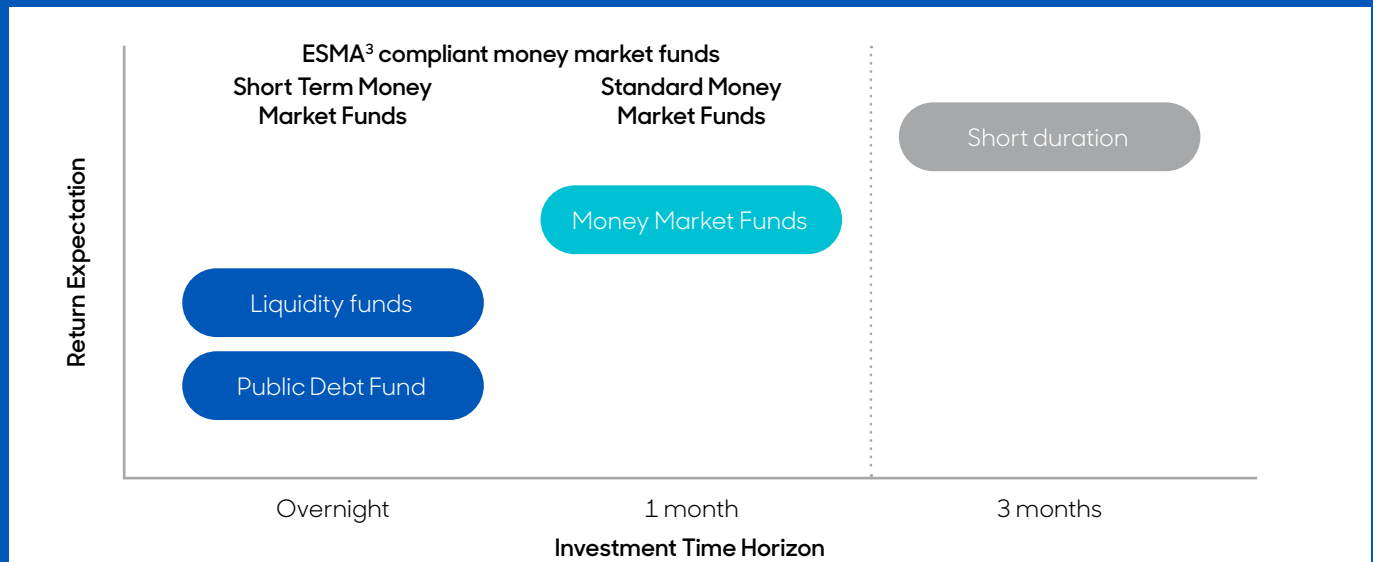 ESMA³ compliant money market funds
Short Term Money
Market Funds
Standard Money
Market Funds
Short duration
Money Market Funds
Liquidity funds
Public Debt Fund
Return Expectation
Overnight
1 month
3 months
Investment Time Horizon